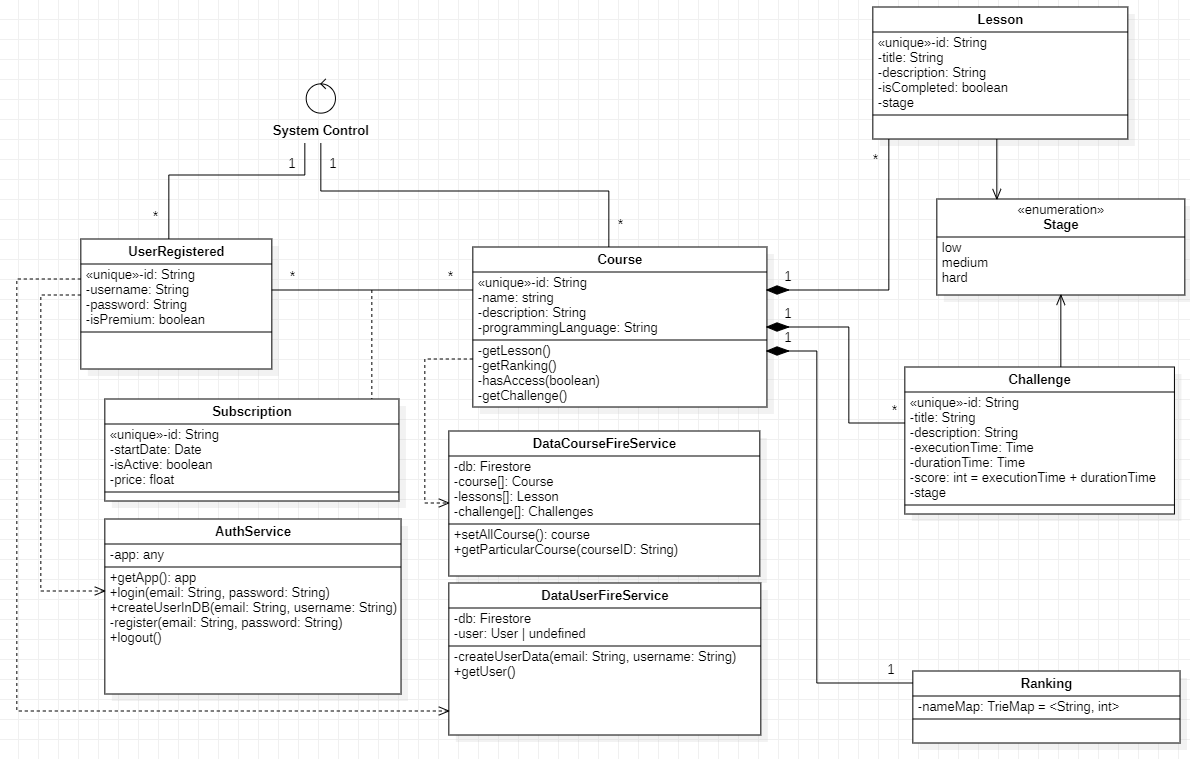 Lesson
«unique»-id: String
-title: String
-description: String
-isCompleted: boolean
-stage
System Control
1
1
*
*
*
«enumeration»
Stage
low
medium
hard
UserRegistered
«unique»-id: String
-username: String
-password: String
-isPremium: boolean
*
*
Course
«unique»-id: String
-name: string
-description: String
-programmingLanguage: String
-getLesson()
-getRanking()
-hasAccess(boolean)
-getChallenge()
1
1
1
*
Challenge
«unique»-id: String
-title: String
-description: String
-executionTime: Time
-durationTime: Time
-score: int = executionTime + durationTime
-stage
Subscription
«unique»-id: String
-startDate: Date
-isActive: boolean
-price: float
DataCourseFireService
-db: Firestore
-course[]: Course
-lessons[]: Lesson
-challenge[]: Challenges
+setAllCourse(): course
+getParticularCourse(courseID: String)
AuthService
-app: any
+getApp(): app
+login(email: String, password: String)
+createUserInDB(email: String, username: String)
-register(email: String, password: String)
+logout()
DataUserFireService
-db: Firestore
-user: User | undefined
-createUserData(email: String, username: String)
+getUser()
1
Ranking
-nameMap: TrieMap = <String, int>